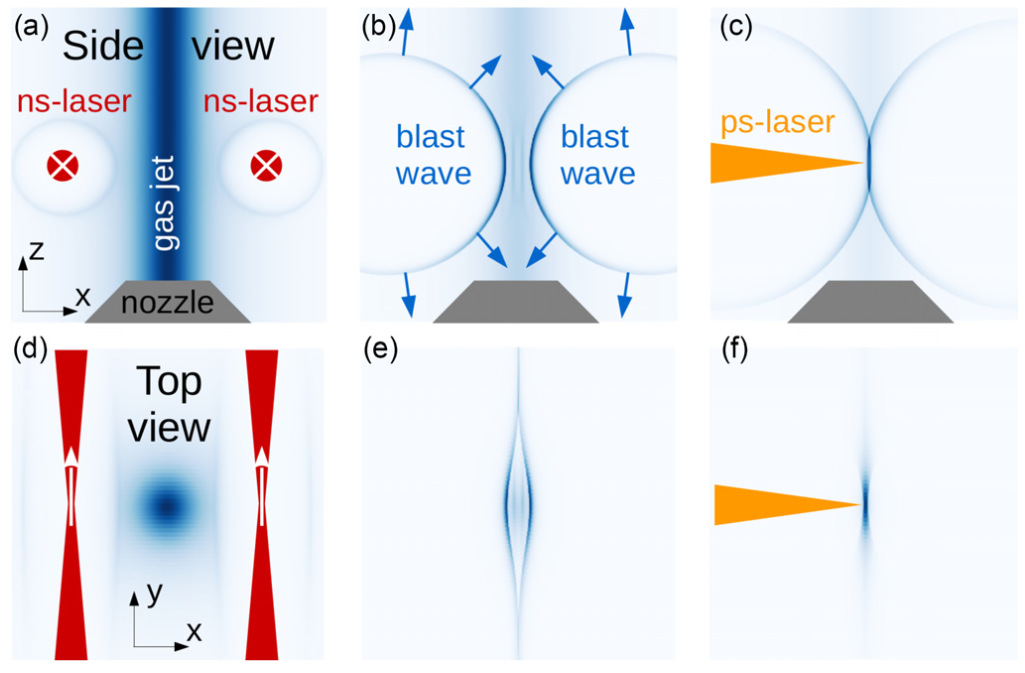 (a)
Side view
ns-laser
ns-laser
gas jet
z
x
nozzle
(b)
blast
wave
blast
wave
(c)
ps-laser
(d)
Top
view
y
x
(e)
(f)